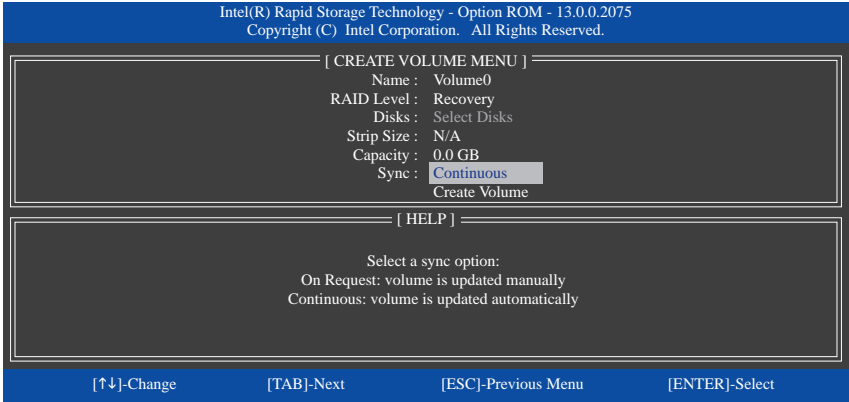 Intel(R) Rapid Storage Technology - Option ROM - 13.0.0.2075
Copyright (C) Intel Corporation. All Rights Reserved.
[ CREATE VOLUME MENU ]
Name : Volume0
RAID Level : Recovery
Disks : Select Disks
Strip Size : N/A
Capacity : 0.0 GB
Sync : Continuous
Create Volume
[ HELP ]
Select a sync option:
On Request: volume is updated manually
Continuous: volume is updated automatically
[↑↓]-Change [TAB]-Next [ESC]-Previous Menu [ENTER]-Select